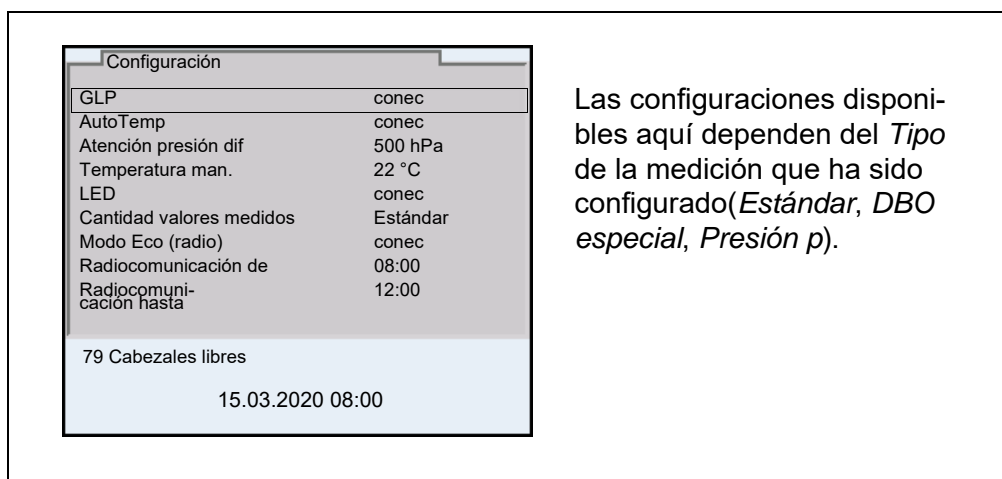 Configuración
GLP conec
AutoTemp conec
Atención presión dif 500 hPa
Temperatura man. 22 °C
LED conec
Cantidad valores medidos Estándar
Modo Eco (radio) conec
Radiocomunicación de 08:00
Radiocomuni- 12:00
cación hasta
79 Cabezales libres
15.03.2020 08:00
Las configuraciones disponi-
bles aquí dependen del Tipo
de la medición que ha sido
configurado(Estándar, DBO
especial, Presión p).